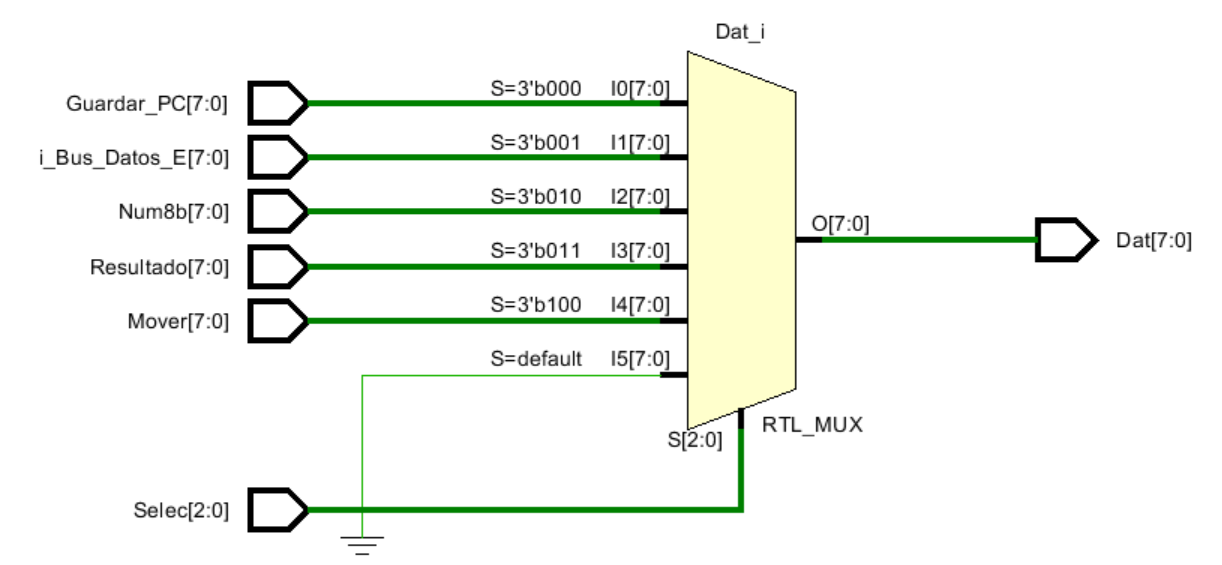 Dat_i
Guardar_PC[7:0] S=3'b000 I0[7:0]
i_Bus_Datos_E[7:0] S=3'b001 I1[7:0]
Num8b[7:0] S=3'b010 I2[7:0]
O[7:0]
Dat[7:0]
Resultado[7:0] S=3'b011 I3[7:0]
Mover[7:0] S=3'b100 I4[7:0]
S=default I5[7:0]
RTL_MUX
S[2:0]
Selec[2:0]